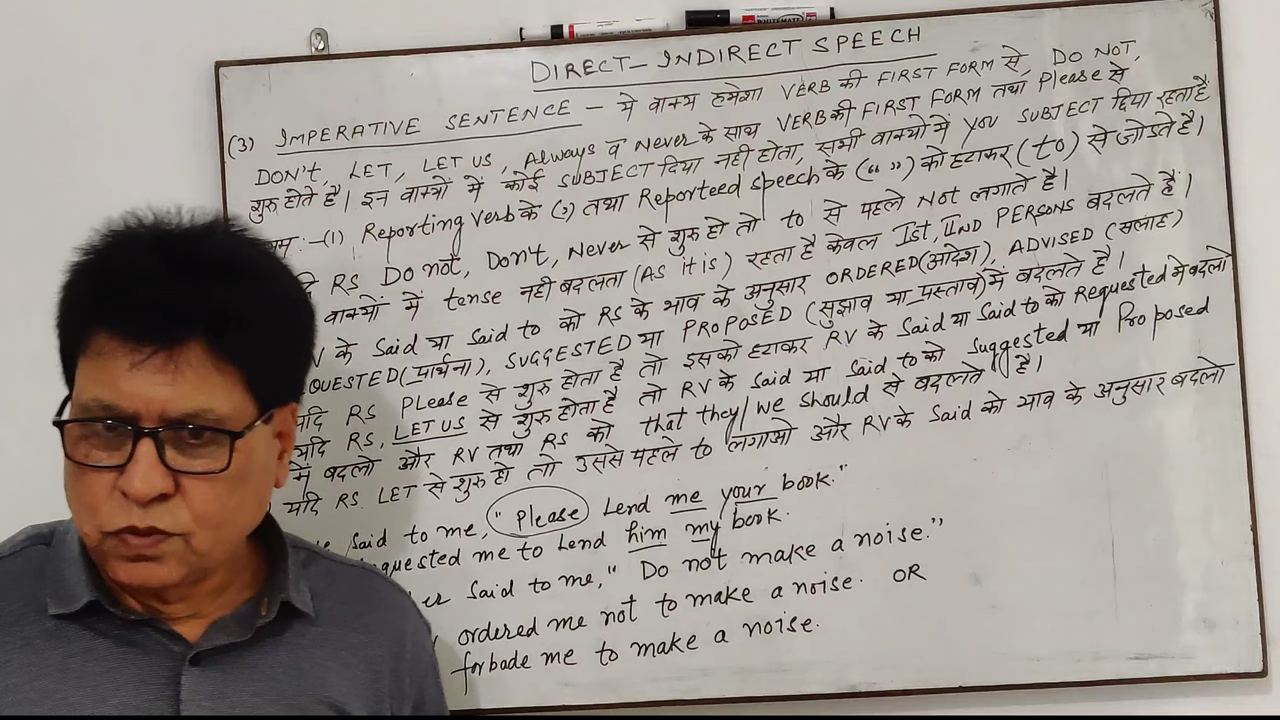 WHITEMATE
DIRECT - INDIRECT SPEECH
(3) IMPERATIVE SENTENCE - में वाक्य हमेशा VERB की FIRST FORM से, DO NOT,
DON'T, LET, LET US, Always व Never के साथ VERB की FIRST FORM तथा Please से
शुरु होते है। इन वाक्यों में कोई SUBJECT दिया नही होता, सभी वाक्यो में YOU SUBJECT दिया रहता है
:-(1) Reporting verb के (,) तथा Reporteed speech के (" ") को हटाकर (to) से जोडते है।
RS Do not, Don't, Never से शुरु हो तो to से पहले Not लगाते है।
वाक्यों में tense नही बदलता (As it is) रहता है केवल Ist, IIND PERSONS बदलते है।
के Said या Said to को RS के भाव के अनुसार ORDERED (आदेश), ADVISED (सलाह)
QUESTED (प्रार्थना), SUGGESTED या PROPOSED (सुझाव या प्रस्ताव) में बदलते है।
यदि RS Please से शुरु होता है तो इसको हटाकर RV के Said या Said to को Requested में बदलो
यदि RS, LET US से शुरु होता है तो RV के Said या Said to को Suggested या Proposed
में बदलो और RV तथा RS को that they/we should से बदलते है।
यदि RS. LET से शुरु हो तो उससे पहले to लगाओ और RV के Said को भाव के अनुसार बदलो
Said to me, "Please Lend me your book."
quested me to Lend him my book.
Said to me, "Do not make a noise."
ordered me not to make a noise. OR
forbade me to make a noise.